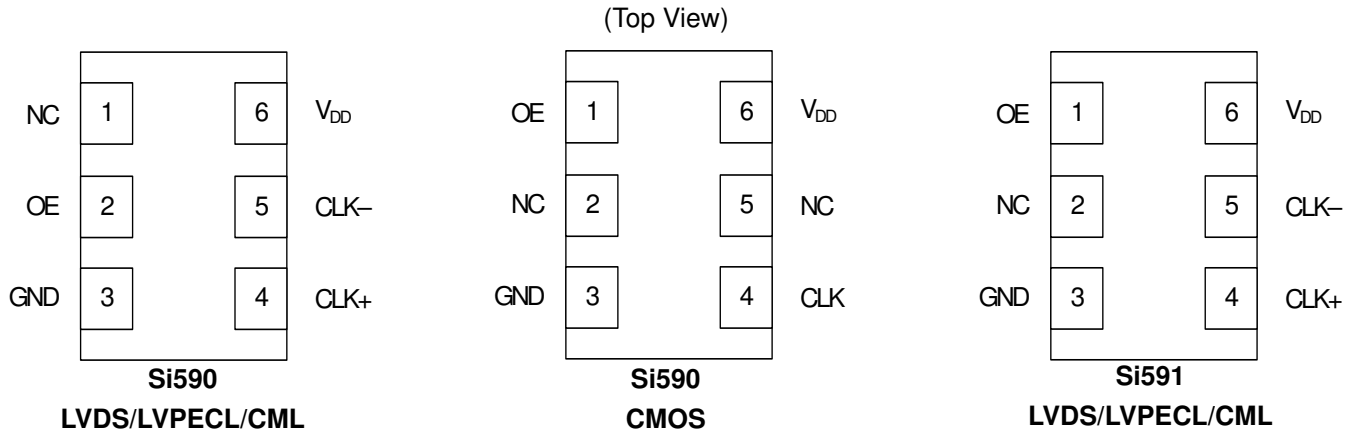 (Top View)
NC 1 6 VDD
OE 2 5 CLK–
GND 3 4 CLK+
Si590
LVDS/LVPECL/CML
OE 1 6 VDD
NC 2 5 NC
GND 3 4 CLK
Si590
CMOS
OE 1 6 VDD
NC 2 5 CLK–
GND 3 4 CLK+
Si591
LVDS/LVPECL/CML